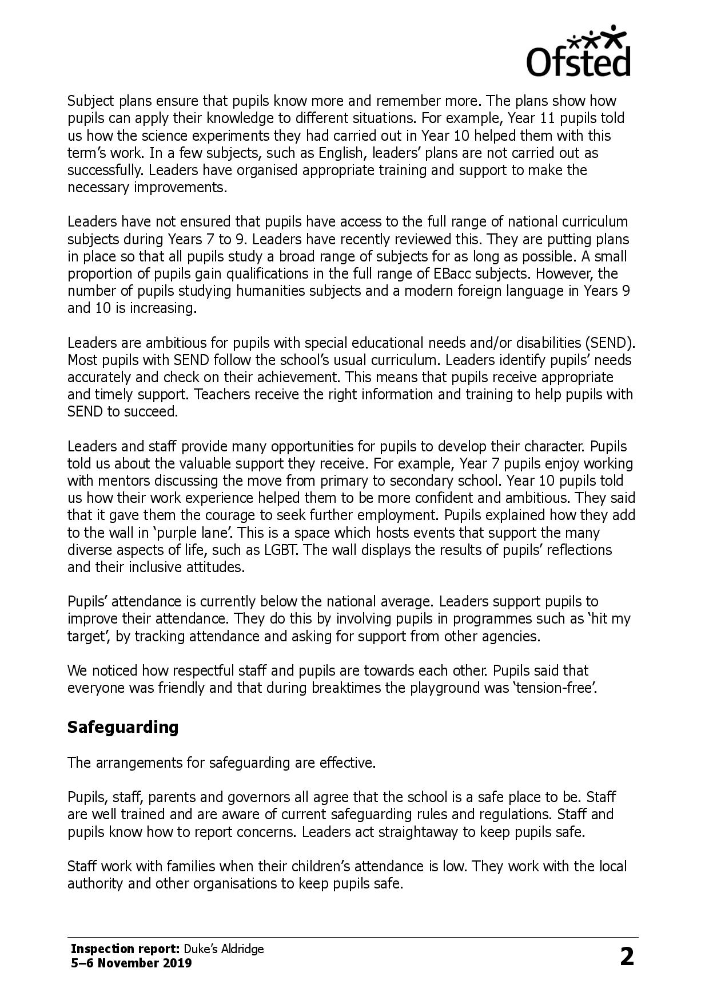 Ofsted
Subject plans ensure that pupils know more and remember more. The plans show how
pupils can apply their knowledge to different situations. For example, Year 11 pupils told
us how the science experiments they had carried out in Year 10 helped them with this
term’s work. In a few subjects, such as English, leaders’ plans are not carried out as
successfully. Leaders have organised appropriate training and support to make the
necessary improvements.
Leaders have not ensured that pupils have access to the full range of national curriculum
subjects during Years 7 to 9. Leaders have recently reviewed this. They are putting plans
in place so that all pupils study a broad range of subjects for as long as possible. A small
proportion of pupils gain qualifications in the full range of EBacc subjects. However, the
number of pupils studying humanities subjects and a modern foreign language in Years 9
and 10 is increasing.
Leaders are ambitious for pupils with special educational needs and/or disabilities (SEND).
Most pupils with SEND follow the school’s usual curriculum. Leaders identify pupils’ needs
accurately and check on their achievement. This means that pupils receive appropriate
and timely support. Teachers receive the right information and training to help pupils with
SEND to succeed.
Leaders and staff provide many opportunities for pupils to develop their character. Pupils
told us about the valuable support they receive. For example, Year 7 pupils enjoy working
with mentors discussing the move from primary to secondary school. Year 10 pupils told
us how their work experience helped them to be more confident and ambitious. They said
that it gave them the courage to seek further employment. Pupils explained how they add
to the wall in ‘purple lane’. This is a space which hosts events that support the many
diverse aspects of life, such as LGBT. The wall displays the results of pupils’ reflections
and their inclusive attitudes.
Pupils’ attendance is currently below the national average. Leaders support pupils to
improve their attendance. They do this by involving pupils in programmes such as ‘hit my
target’, by tracking attendance and asking for support from other agencies.
We noticed how respectful staff and pupils are towards each other. Pupils said that
everyone was friendly and that during breaktimes the playground was ‘tension-free’.
Safeguarding
The arrangements for safeguarding are effective.
Pupils, staff, parents and governors all agree that the school is a safe place to be. Staff
are well trained and are aware of current safeguarding rules and regulations. Staff and
pupils know how to report concerns. Leaders act straightaway to keep pupils safe.
Staff work with families when their children’s attendance is low. They work with the local
authority and other organisations to keep pupils safe.
Inspection report: Duke’s Aldridge
5–6 November 2019
2